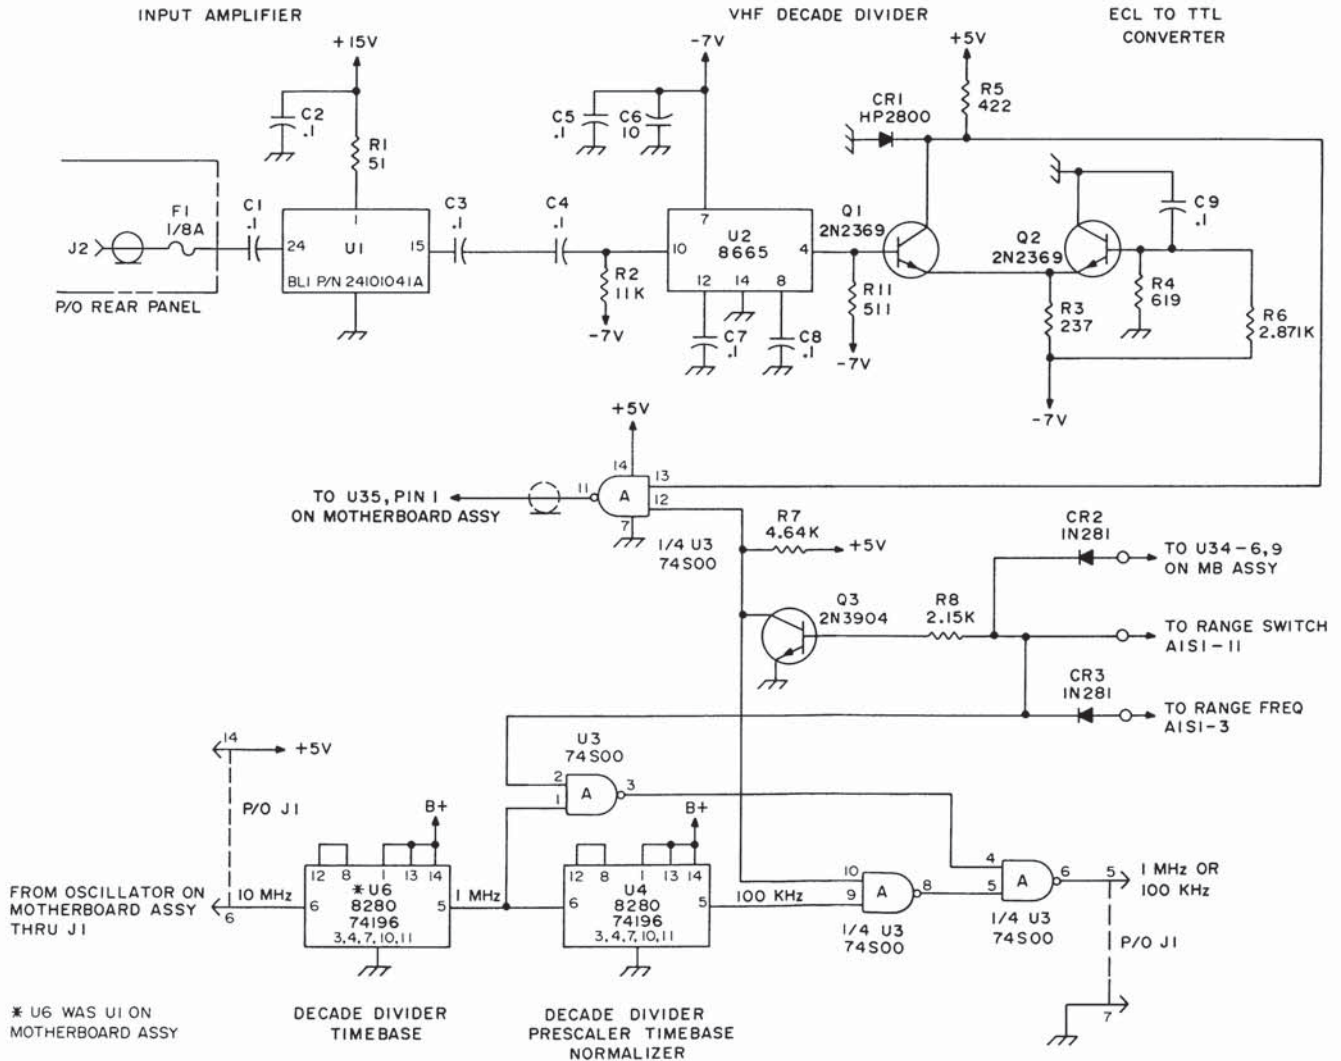 INPUT AMPLIFIER
VHF DECADE DIVIDER
ECL TO TTL
CONVERTER
+15V
-7V
+5V
C2
.1
R1
51
C5
.1
C6
10
CR1
HP2800
R5
422
F1
1/8A
C1
.1
J2
24
1
U1
15
BLI P/N 24101041A
P/O REAR PANEL
C3
.1
C4
.1
R2
11K
-7V
7
10
U2
8665
4
12
14
8
C7
.1
C8
.1
Q1
2N2369
R11
511
-7V
Q2
2N2369
C9
.1
R4
619
R3
237
R6
2.871K
-7V
+5V
14
13
11
A
12
7
TO U35, PIN 1
ON MOTHERBOARD ASSY
1/4 U3
74S00
R7
4.64K
+5V
CR2
1N281
TO U34-6,9
ON MB ASSY
Q3
2N3904
R8
2.15K
TO RANGE SWITCH
A1S1-11
CR3
1N281
TO RANGE FREQ
A1S1-3
14
+5V
P/O J1
U3
74S00
2
1
A
3
B+
B+
12
8
1
13
14
* U6
8280
74196
3,4,7,10,11
6
5
FROM OSCILLATOR ON
MOTHERBOARD ASSY
THRU J1
10 MHz
6
1 MHz
12
8
1
13
14
U4
8280
74196
3,4,7,10,11
6
5
100 KHz
10
9
A
8
1/4 U3
74S00
4
5
A
6
1/4 U3
74S00
5
1 MHz OR
100 KHz
P/O J1
7
* U6 WAS U1 ON
MOTHERBOARD ASSY
DECADE DIVIDER
TIMEBASE
DECADE DIVIDER
PRESCALER TIMEBASE
NORMALIZER